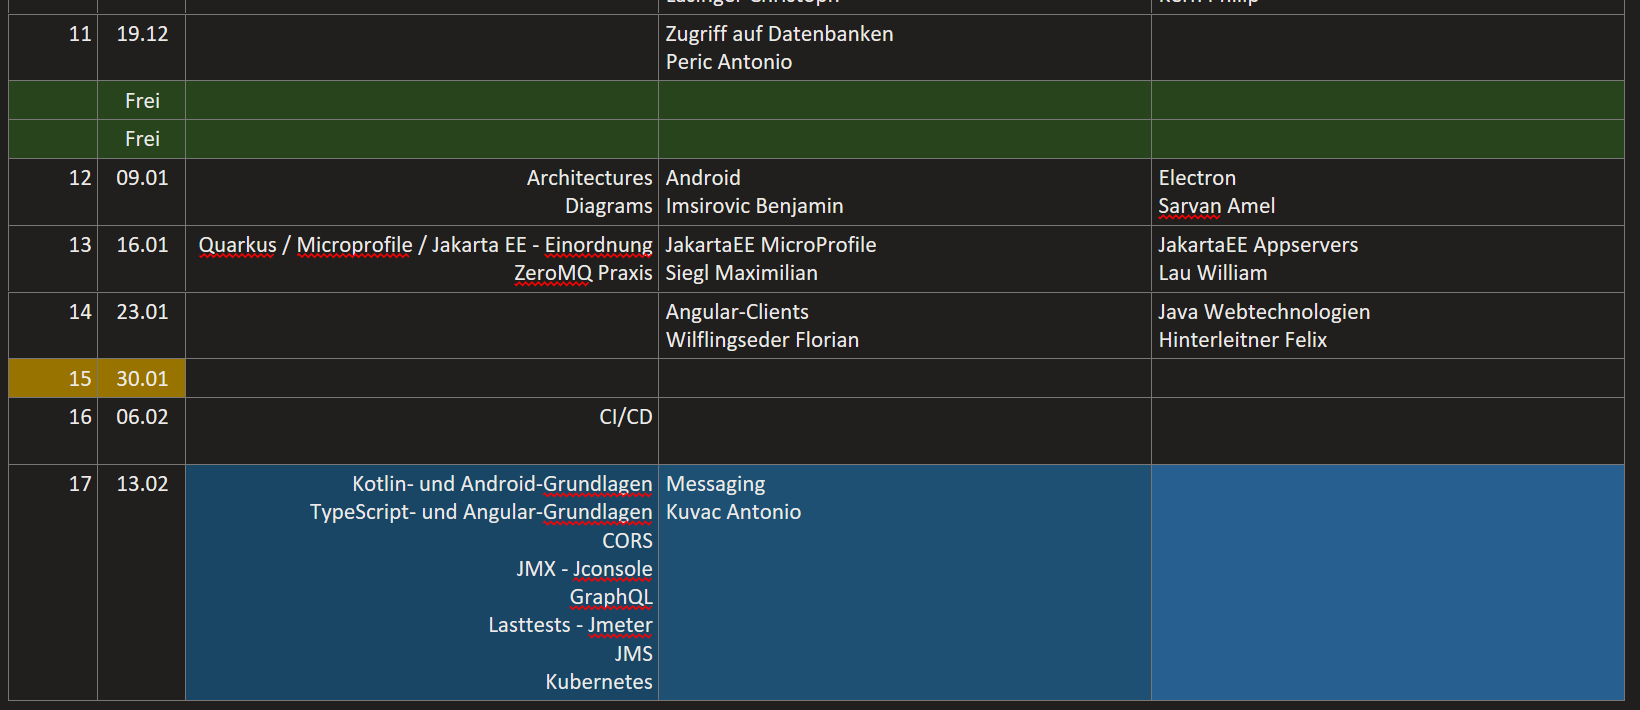 11 19.12 Zugriff auf Datenbanken
Peric Antonio
Frei
Frei
12 09.01 Architectures Android Electron
Diagrams Imsirovic Benjamin Sarvan Amel
13 16.01 Quarkus / Microprofile / Jakarta EE - Einordnung JakartaEE MicroProfile JakartaEE Appservers
ZeroMQ Praxis Siegl Maximilian Lau William
14 23.01 Angular-Clients Java Webtechnologien
Wilflingseder Florian Hinterleitner Felix
15 30.01
16 06.02 CI/CD
17 13.02 Kotlin- und Android-Grundlagen Messaging
TypeScript- und Angular-Grundlagen Kuvac Antonio
CORS
JMX - Jconsole
GraphQL
Lasttests - Jmeter
JMS
Kubernetes